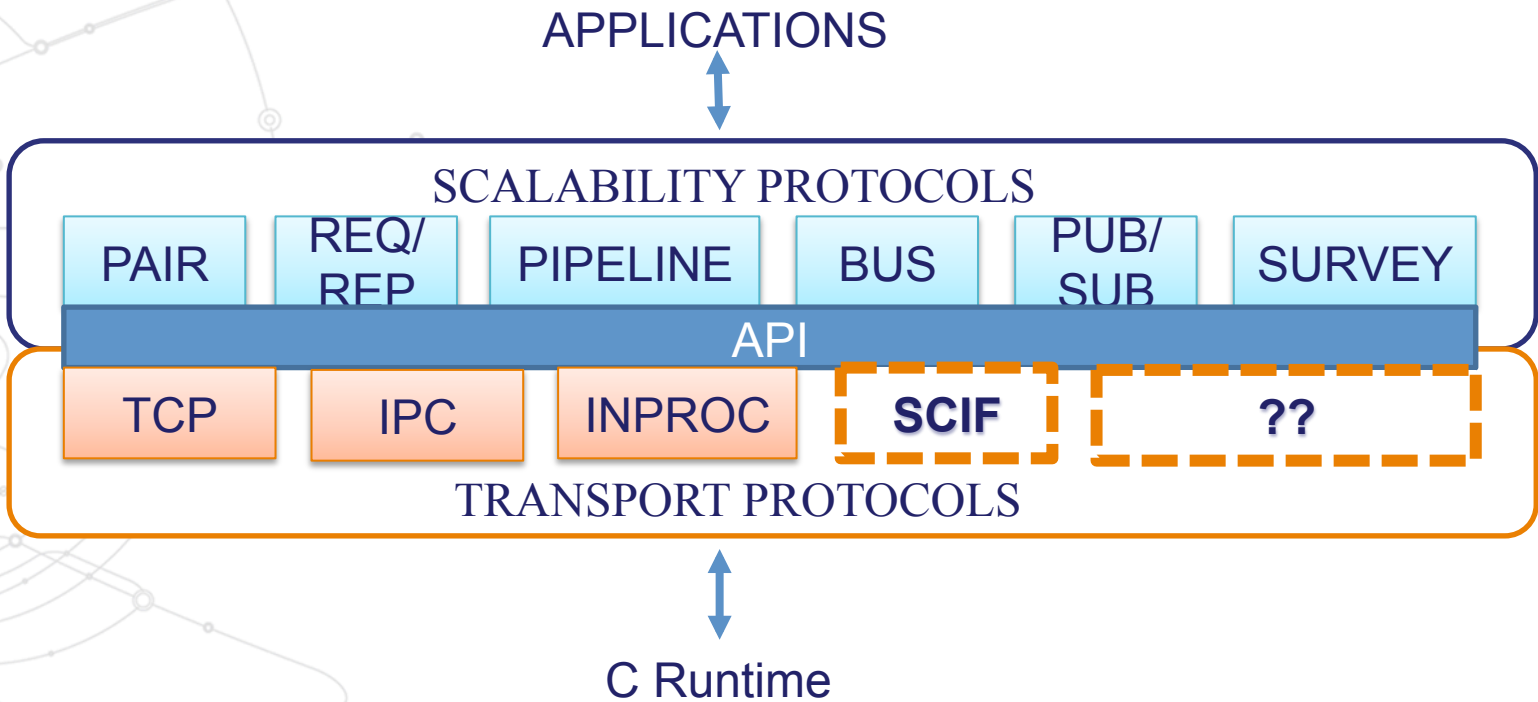 APPLICATIONS
SCALABILITY PROTOCOLS
PAIR
REQ/
REP
PIPELINE
BUS
PUB/
SUB
SURVEY
API
TCP
IPC
INPROC
SCIF
??
TRANSPORT PROTOCOLS
C Runtime